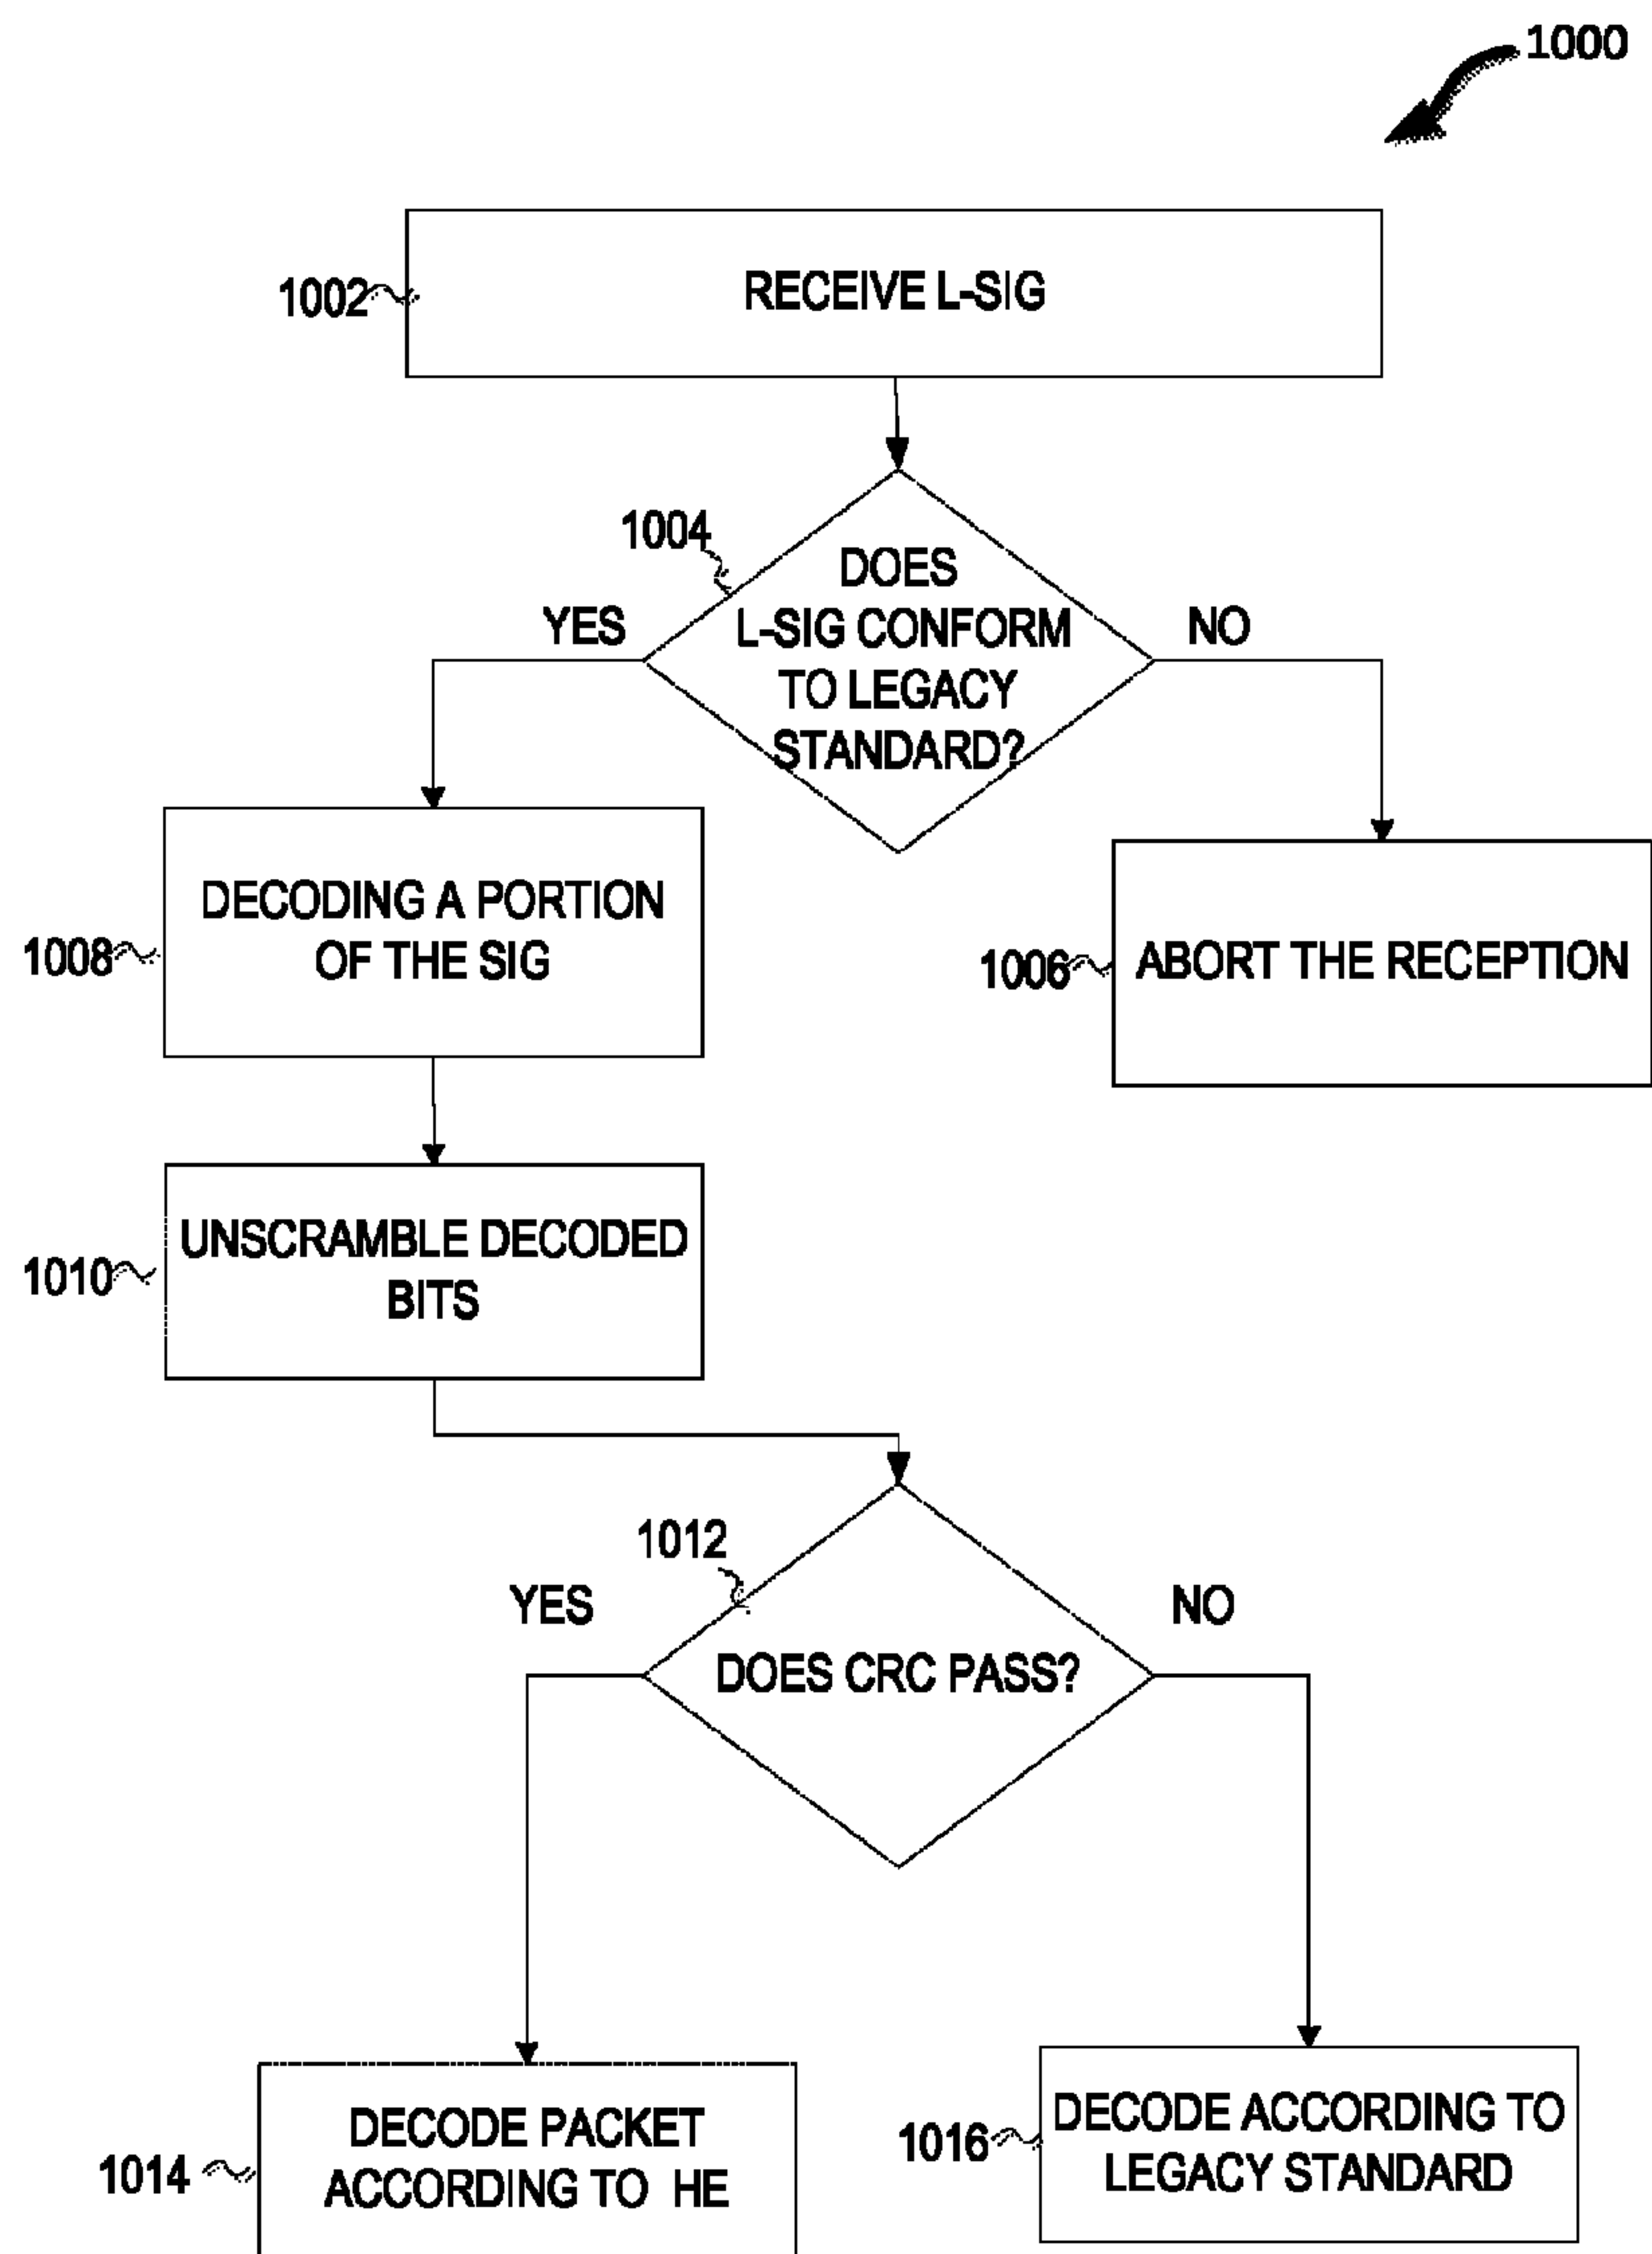 1000
1002
RECEIVE L-SIG
1004
DOES
L-SIG CONFORM
TO LEGACY
STANDARD?
YES
NO
1008
DECODING A PORTION
OF THE SIG
1006
ABORT THE RECEPTION
1010
UNSCRAMBLE DECODED
BITS
1012
YES
NO
DOES CRC PASS?
1014
DECODE PACKET
ACCORDING TO HE
1016
DECODE ACCORDING TO
LEGACY STANDARD